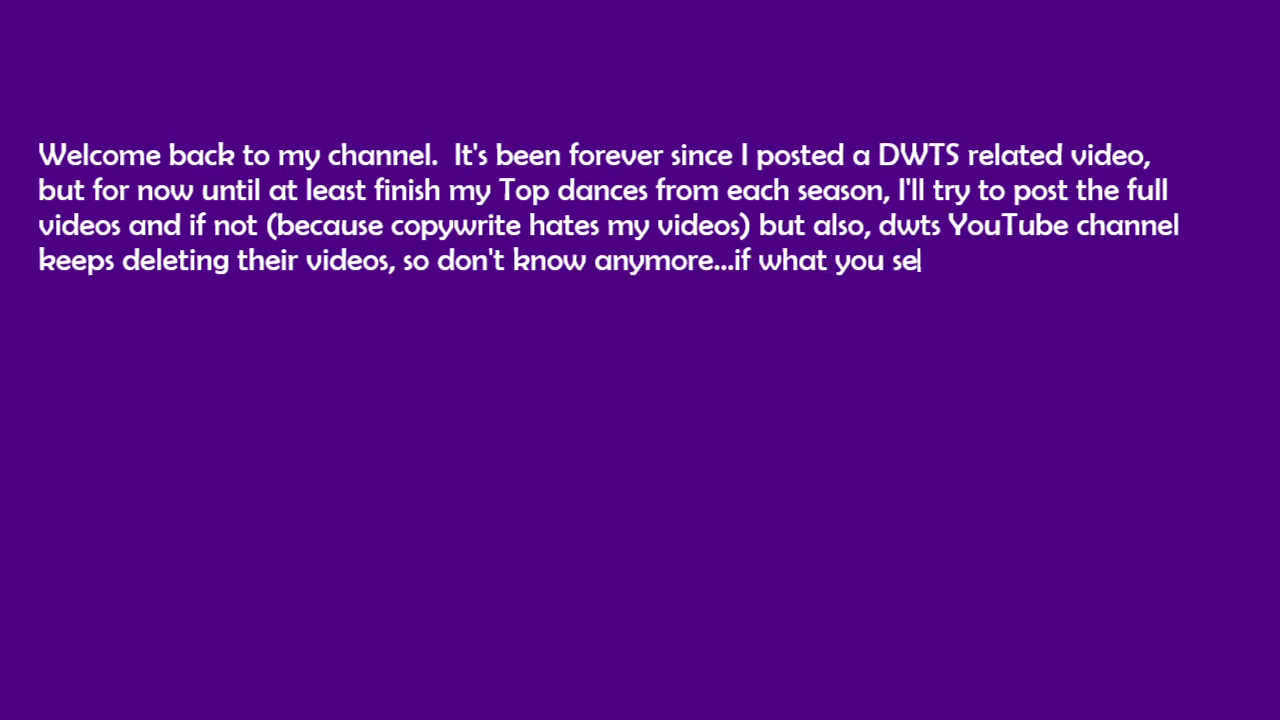 Welcome back to my channel.  It's been forever since I posted a DWTS related video,
but for now until at least finish my Top dances from each season, I'll try to post the full
videos and if not (because copywrite hates my videos) but also, dwts YouTube channel
keeps deleting their videos, so don't know anymore...if what you se